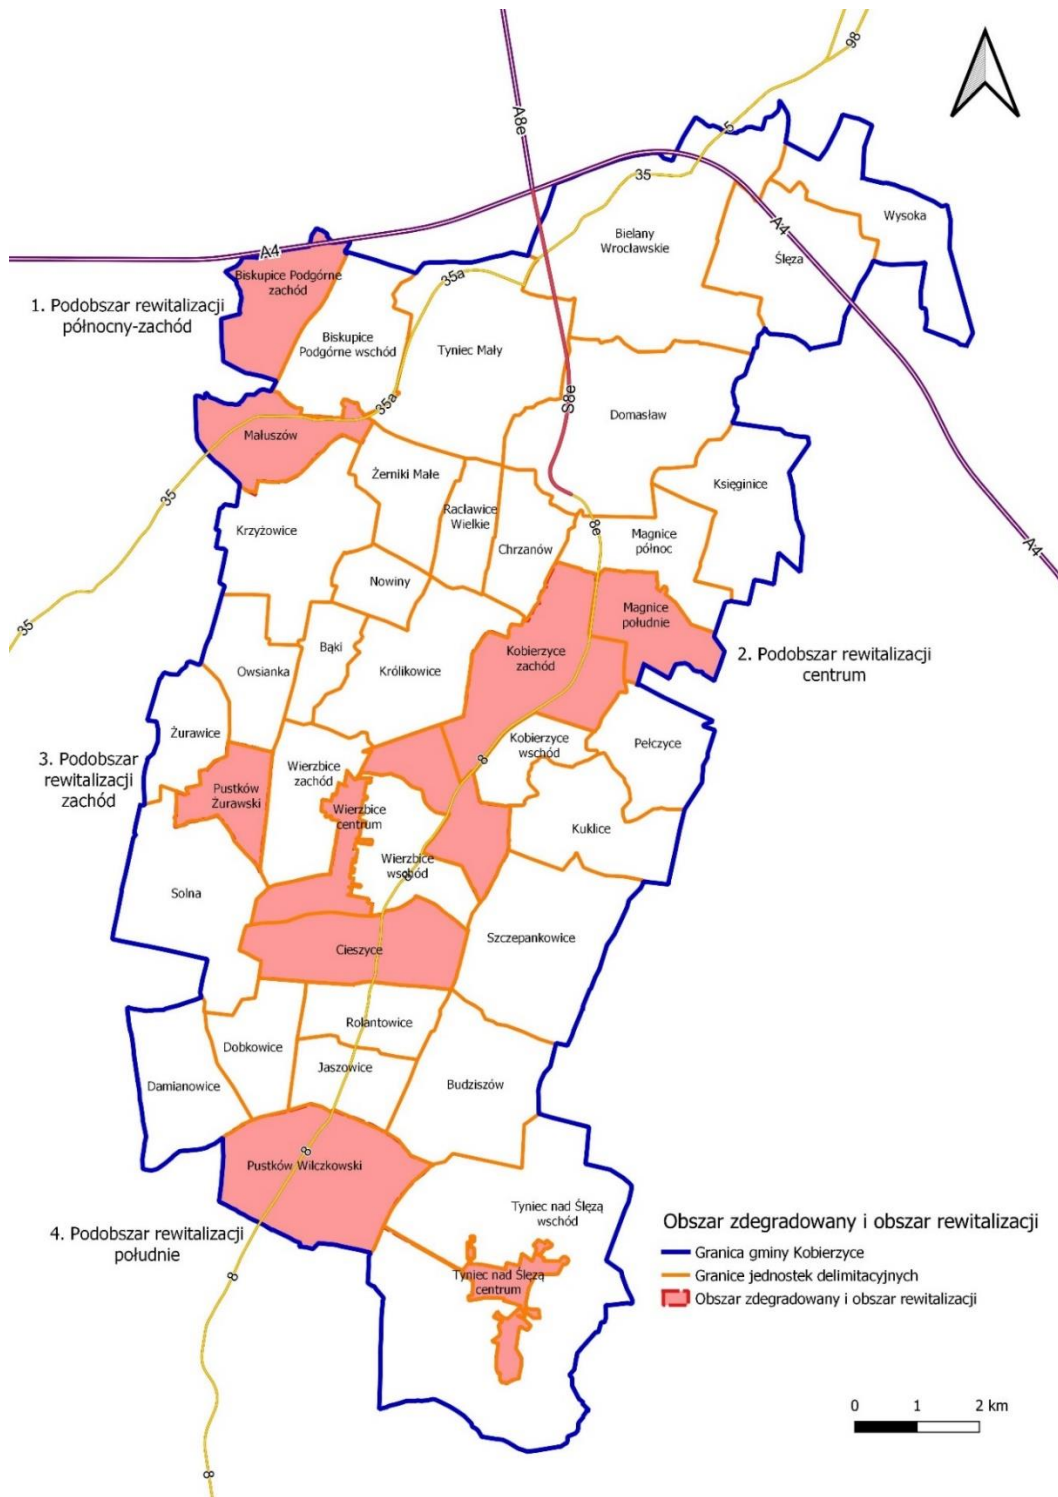 98
A8e
5
35
Wysoka
Bielany
Wrocławskie
A4
Ślęza
A4
Biskupice Podgórne
zachód
35a
1. Podobszar rewitalizacji
północny-zachód
Biskupice
Podgórne wschód
Tyniec Mały
S8e
35a
Domasław
Małuszów
Żerniki Małe
Księginice
35
Racławice
Wielkie
Krzyżowice
8e
Magnice
północ
Chrzanów
A4
Nowiny
Magnice
południe
35
Bąki
Kobierzyce
zachód
2. Podobszar rewitalizacji
centrum
Owsianka
Królikowice
Żurawice
Kobierzyce
wschód
Pełczyce
3. Podobszar
rewitalizacji
zachód
Wierzbice
zachód
8
Pustków
Żurawski
Wierzbice
centrum
Kuklice
Wierzbice
wschód
8
Solna
Szczepankowice
Cieszyce
Rolantowice
Dobkowice
Jaszowice
Damianowice
Budziszów
8
Pustków Wilczkowski
Tyniec nad Ślęzą
wschód
4. Podobszar rewitalizacji
południe
Obszar zdegradowany i obszar rewitalizacji
Granica gminy Kobierzyce
8
Tyniec nad Ślęzą
centrum
Granice jednostek delimitacyjnych
Obszar zdegradowany i obszar rewitalizacji
0 1 2 km
8